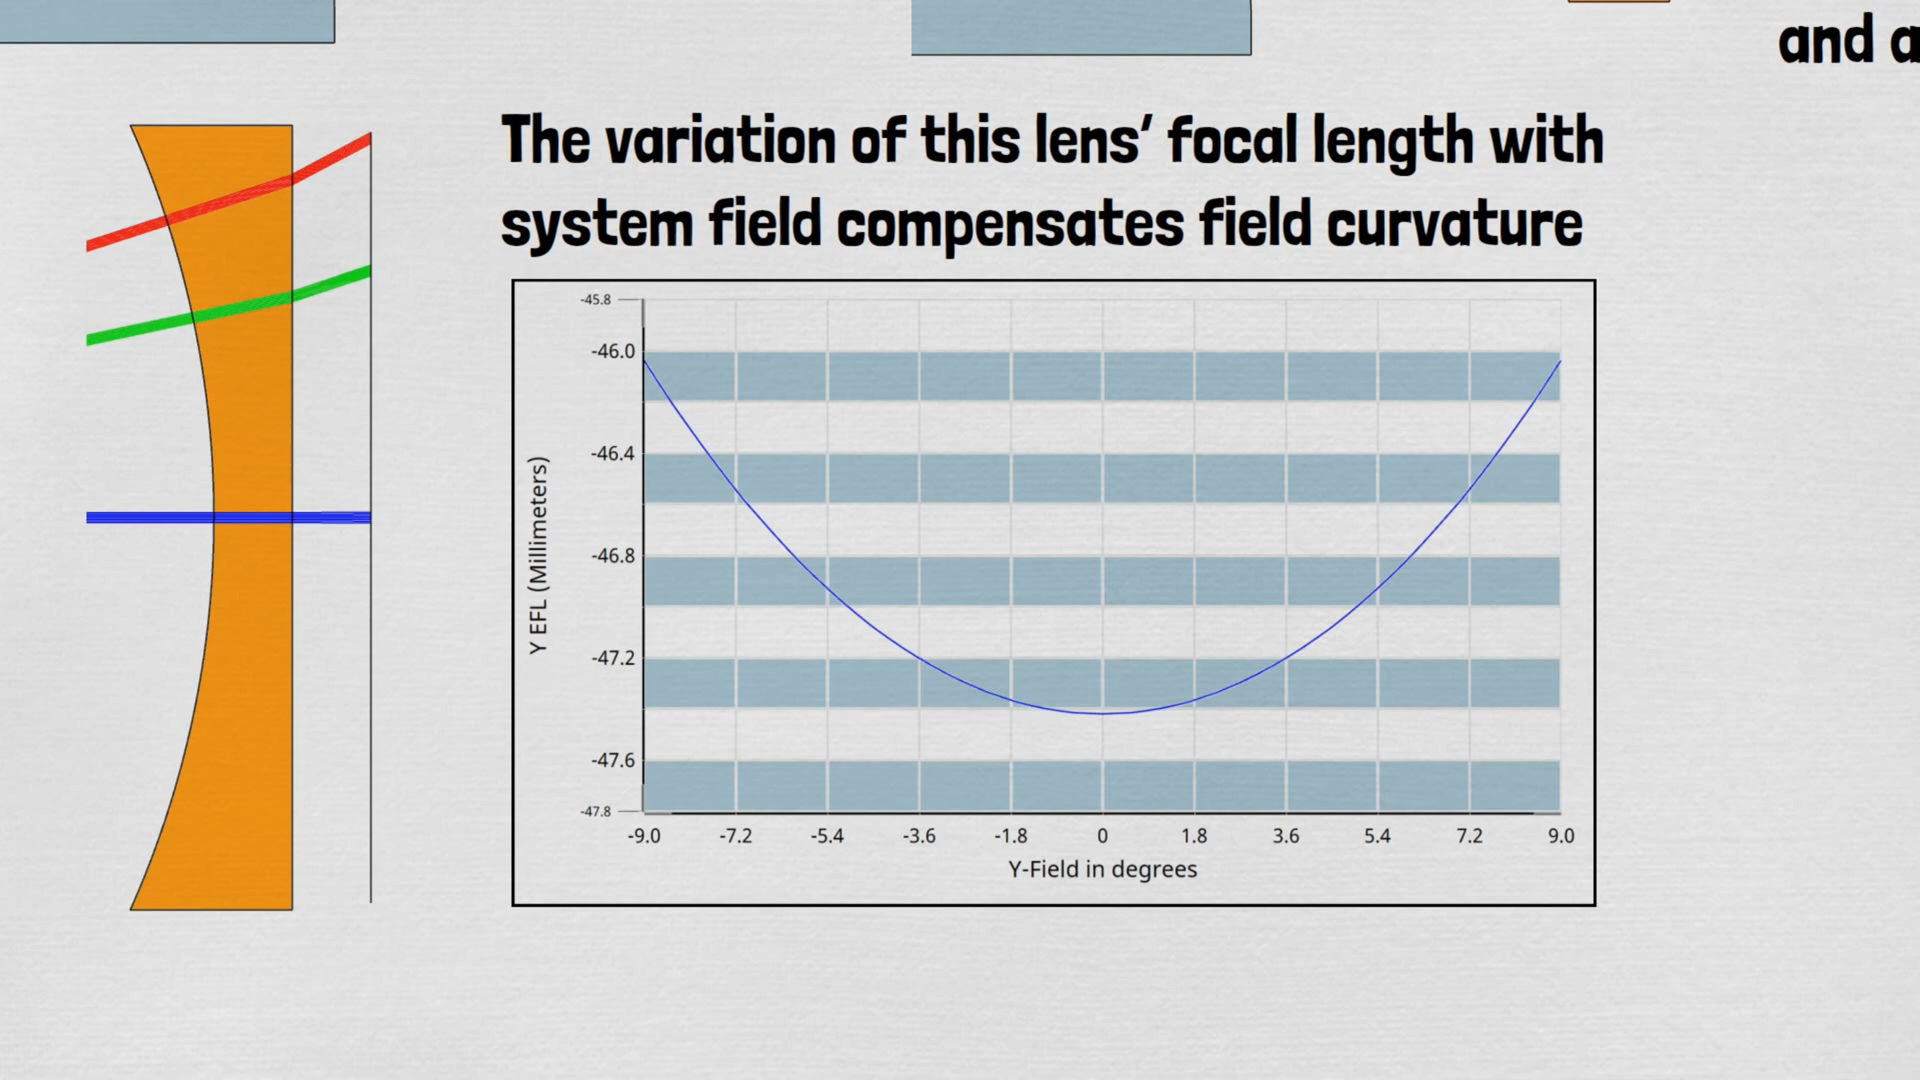 and a
The variation of this lens’ focal length with
system field compensates field curvature
-45.8
-46.0
-46.4
-46.8
-47.2
-47.6
-47.8
Y EFL (Millimeters)
-9.0 -7.2 -5.4 -3.6 -1.8 0 1.8 3.6 5.4 7.2 9.0
Y-Field in degrees